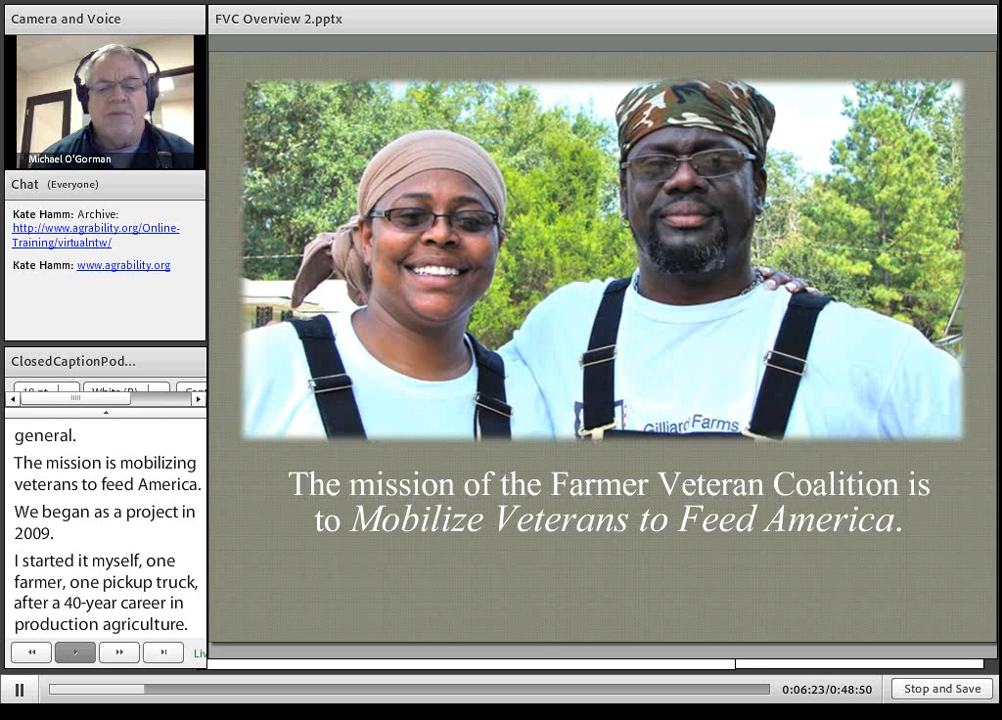 Camera and Voice
Michael O'Gorman
Chat (Everyone)
Kate Hamm: Archive:
http://www.agrability.org/Online-
Training/virtualntw/
Kate Hamm: www.agrability.org
ClosedCaptionPod...
general.
The mission is mobilizing
veterans to feed America.
We began as a project in
2009.
I started it myself, one
farmer, one pickup truck,
after a 40-year career in
production agriculture.
FVC Overview 2.pptx
Gilliard Farms
The mission of the Farmer Veteran Coalition is
to Mobilize Veterans to Feed America.
0:06:23/0:48:50
Stop and Save